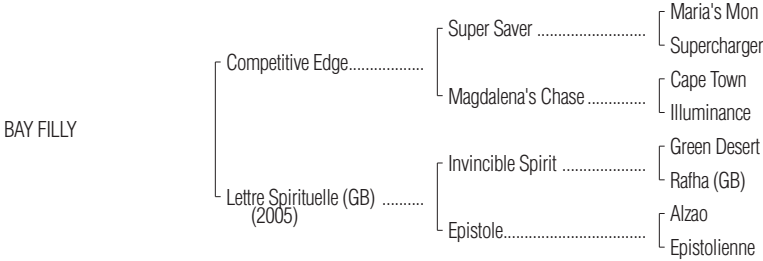 Maria's Mon
Super Saver ..........................
Supercharger
Competitive Edge..................
Cape Town
Magdalena's Chase ..............
Illuminance
BAY FILLY
Green Desert
Invincible Spirit ....................
Rafha (GB)
Lettre Spirituelle (GB) ..........
(2005)
Alzao
Epistole..................................
Epistolienne